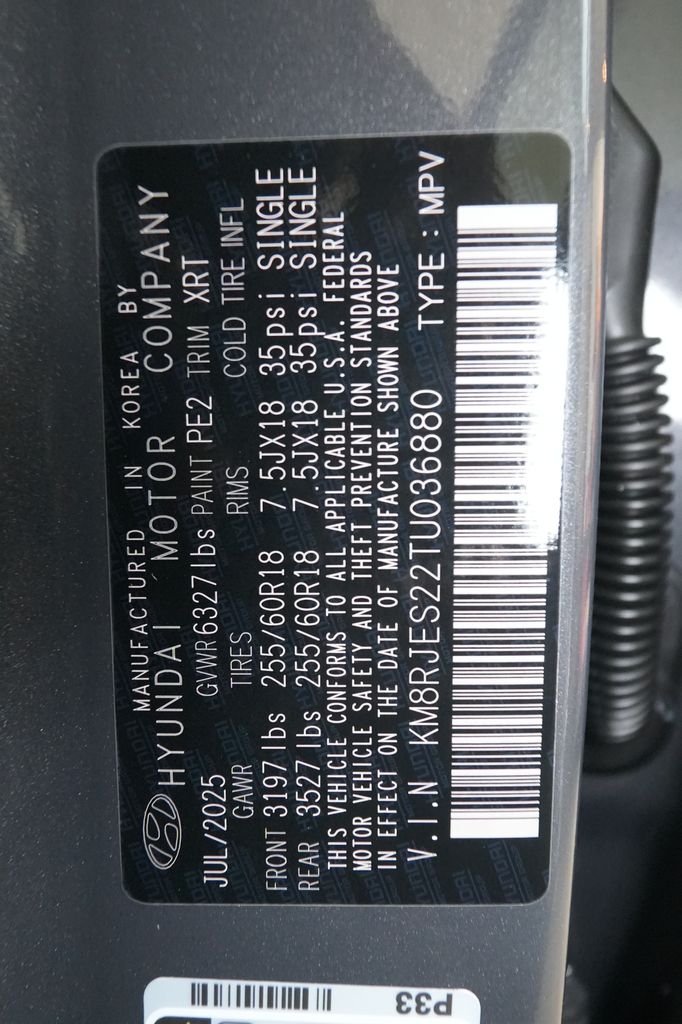 MANUFACTURED IN KOREA BY
HYUNDAI MOTOR COMPANY
JUL/2025 GVWR 6327lbs PAINT PE2 TRIM XRT
GAWR TIRES RIMS COLD TIRE INFL
FRONT 3197lbs 255/60R18 7.5JX18 35psi SINGLE
REAR 3527lbs 255/60R18 7.5JX18 35psi SINGLE
THIS VEHICLE CONFORMS TO ALL APPLICABLE U.S.A. FEDERAL
MOTOR VEHICLE SAFETY AND THEFT PREVENTION STANDARDS
IN EFFECT ON THE DATE OF MANUFACTURE SHOWN ABOVE
V.I.N KM8RJES22TU036880 TYPE : MPV
P33